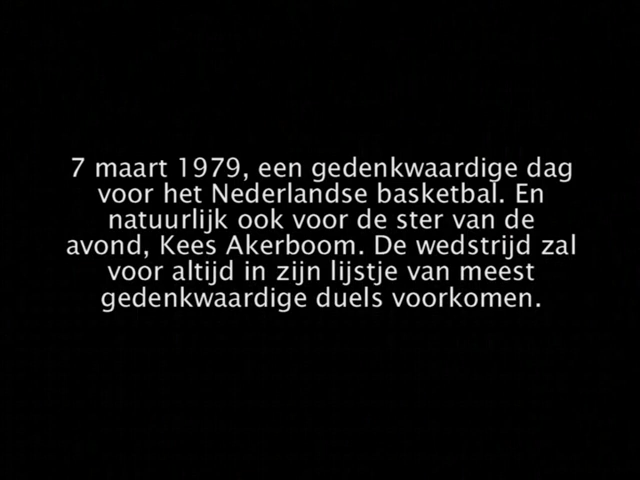 7 maart 1979, een gedenkwaardige dag
voor het Nederlandse basketbal. En
natuurlijk ook voor de ster van de
avond, Kees Akerboom. De wedstrijd zal
voor altijd in zijn lijstje van meest
gedenkwaardige duels voorkomen.